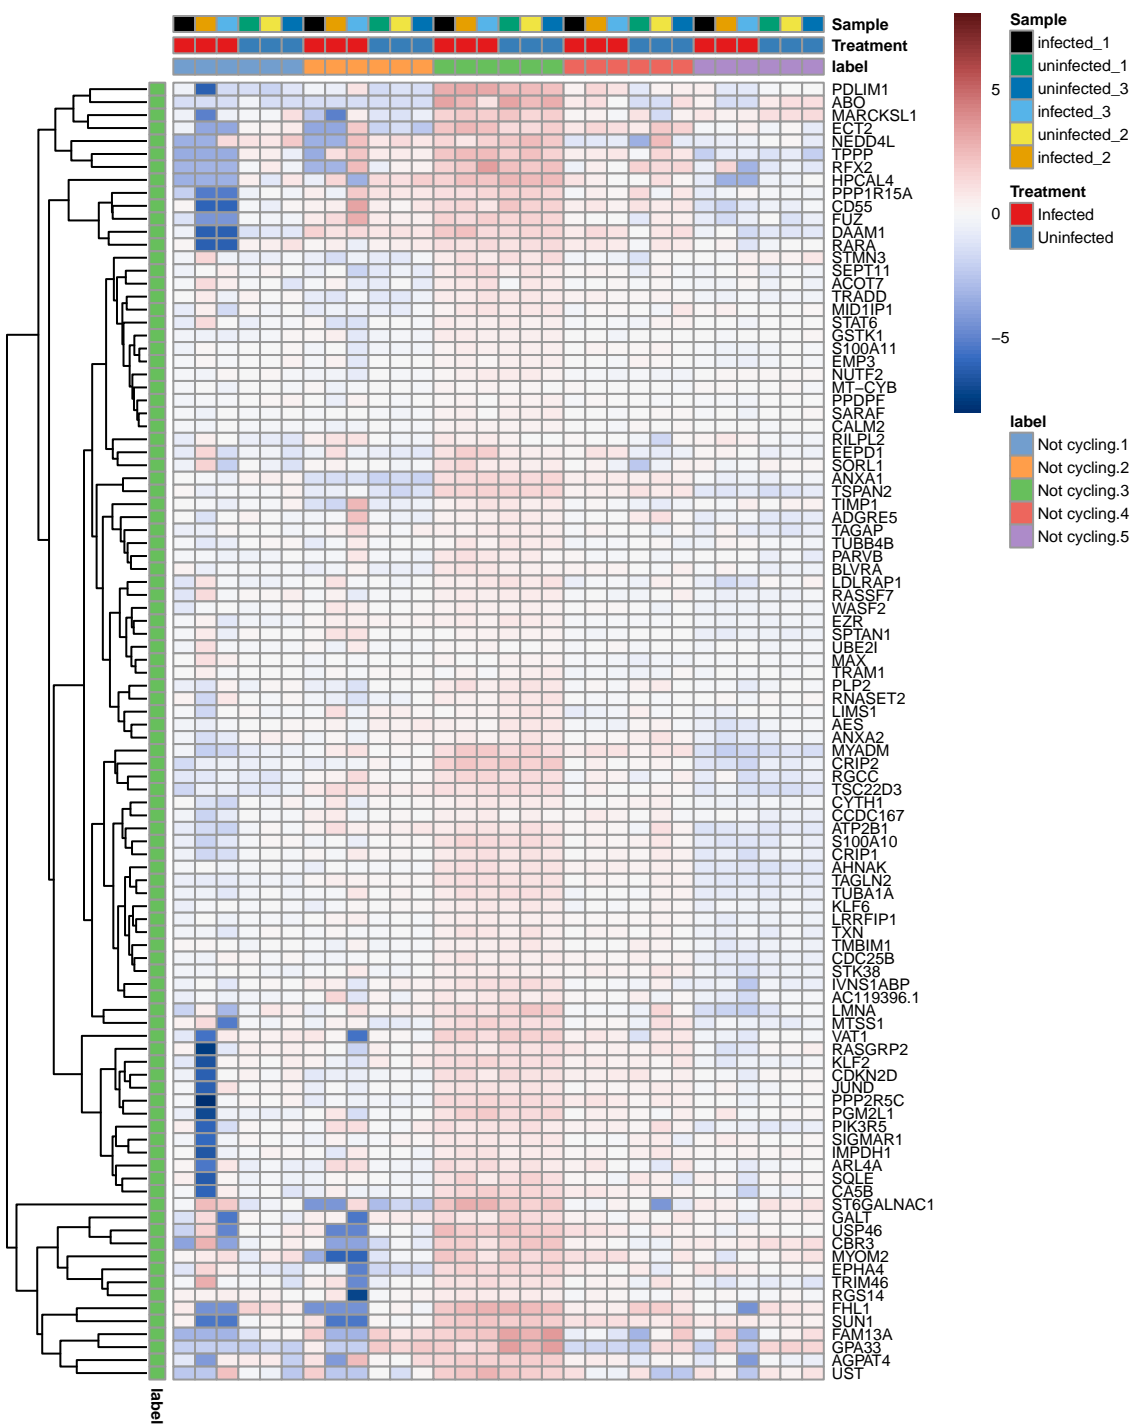 Sample
Treatment
label
PDLIM1
ABO
MARCKSL1
ECT2
NEDD4L
TPPP
RFX2
HPCAL4
PPP1R15A
CD55
FUZ
DAAM1
RARA
STMN3
SEPT11
ACOT7
TRADD
MID1IP1
STAT6
GSTK1
S100A11
EMP3
NUTF2
MT−CYB
PPDPF
SARAF
CALM2
RILPL2
EEPD1
SORL1
ANXA1
TSPAN2
TIMP1
ADGRE5
TAGAP
TUBB4B
PARVB
BLVRA
LDLRAP1
RASSF7
WASF2
EZR
SPTAN1
UBE2I
MAX
TRAM1
PLP2
RNASET2
LIMS1
AES
ANXA2
MYADM
CRIP2
RGCC
TSC22D3
CYTH1
CCDC167
ATP2B1
S100A10
CRIP1
AHNAK
TAGLN2
TUBA1A
KLF6
LRRFIP1
TXN
TMBIM1
CDC25B
STK38
IVNS1ABP
AC119396.1
LMNA
MTSS1
VAT1
RASGRP2
KLF2
CDKN2D
JUND
PPP2R5C
PGM2L1
PIK3R5
SIGMAR1
IMPDH1
ARL4A
SQLE
CA5B
ST6GALNAC1
GALT
USP46
CBR3
MYOM2
EPHA4
TRIM46
RGS14
FHL1
SUN1
FAM13A
GPA33
AGPAT4
UST
label
5
0
−5
Sample
infected_1
uninfected_1
uninfected_3
infected_3
uninfected_2
infected_2
Treatment
Infected
Uninfected
label
Not cycling.1
Not cycling.2
Not cycling.3
Not cycling.4
Not cycling.5